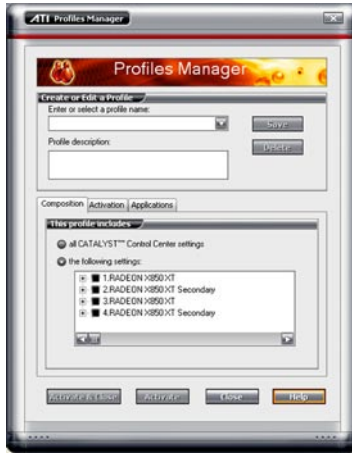 ATI Profiles Manager
Profiles Manager
Create or Edit a Profile
Enter or select a profile name:
Save
Profile description:
Delete
Composition Activation Applications
This profile includes
all CATALYST™ Control Center settings
the following settings:
1.RADEON X850 XT
2.RADEON X850 XT Secondary
3.RADEON X850 XT
4.RADEON X850 XT Secondary
Activate & Close Activate Close Help